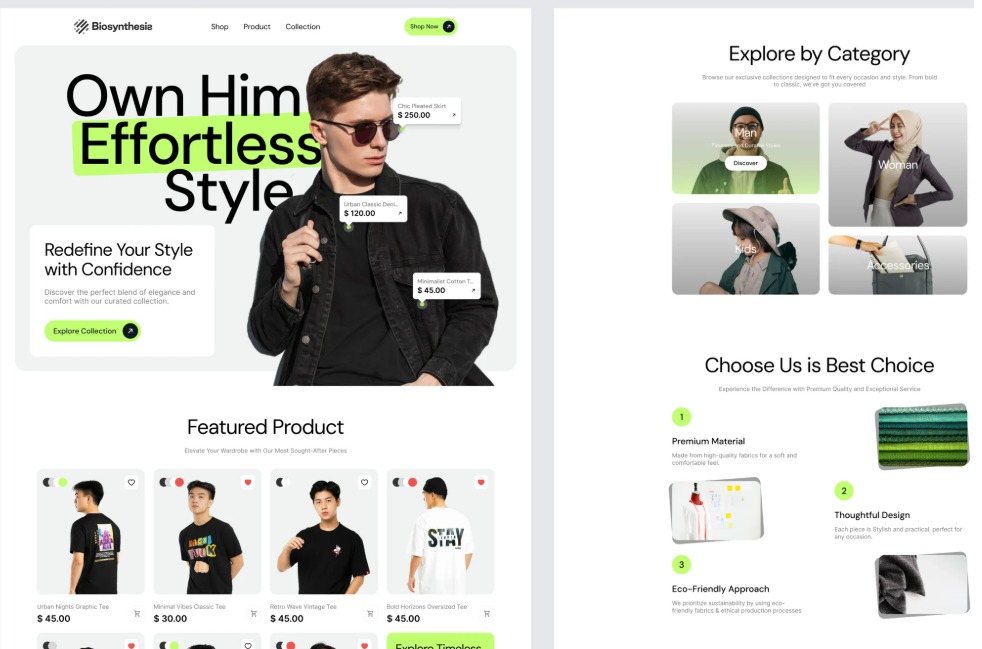 Biosynthesis
Shop
Product
Collection
Shop Now
Own Him
Effortless
Style
Chic Pleated Skirt
$ 250.00
Urban Classic Deni...
$ 120.00
Minimalist Cotton T...
$ 45.00
Redefine Your Style
with Confidence
Discover the perfect blend of elegance and
comfort with our curated collection.
Explore Collection
Featured Product
Elevate Your Wardrobe with Our Most Sought-After Pieces
STAY
Urban Nights Graphic Tee
$ 45.00
Minimal Vibes Classic Tee
$ 30.00
Retro Wave Vintage Tee
$ 45.00
Bold Horizons Oversized Tee
$ 45.00
Explore Timeless
Explore by Category
Browse our exclusive collections designed to fit every occasion and style. From bold
to classic, we've got you covered
Man
Discover
Woman
Kids
Accessories
Choose Us is Best Choice
Experience the Difference with Premium Quality and Exceptional Service
1
Premium Material
Made from high-quality fabrics for a soft and
comfortable feel.
2
Thoughtful Design
Each piece is Stylish and practical, perfect for
any occasion.
3
Eco-Friendly Approach
We prioritize sustainability by using eco-
friendly fabrics & ethical production processes